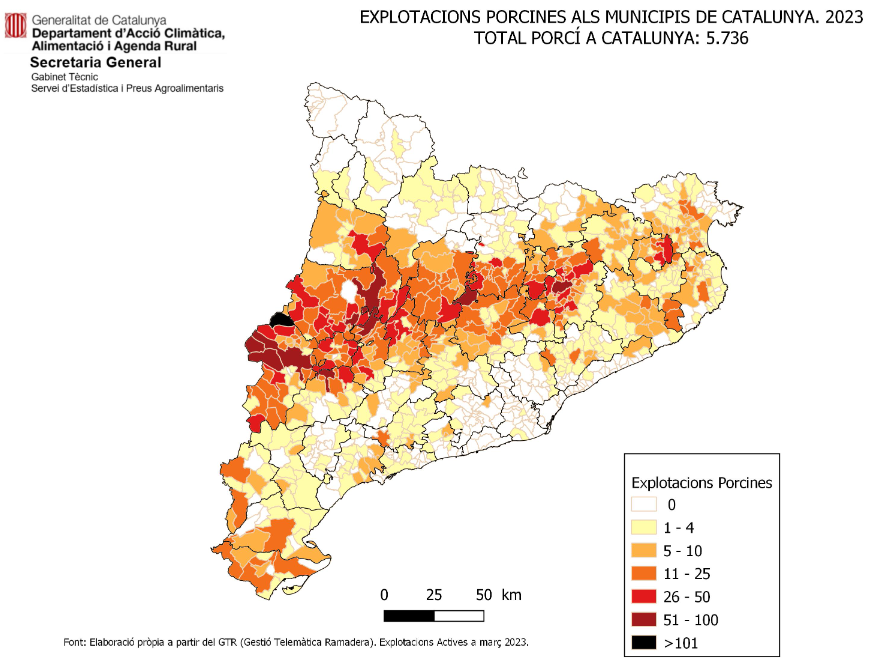 Generalitat de Catalunya
Departament d'Acció Climàtica,
Alimentació i Agenda Rural
Secretaria General
Gabinet Tècnic
Servei d'Estadística i Preus Agroalimentaris
EXPLOTACIONS PORCINES ALS MUNICIPIS DE CATALUNYA. 2023
TOTAL PORCÍ A CATALUNYA: 5.736
Explotacions Porcines
0
1 - 4
5 - 10
11 - 25
26 - 50
51 - 100
>101
0 25 50 km
Font: Elaboració pròpia a partir del GTR (Gestió Telemàtica Ramadera). Explotacions Actives a març 2023.